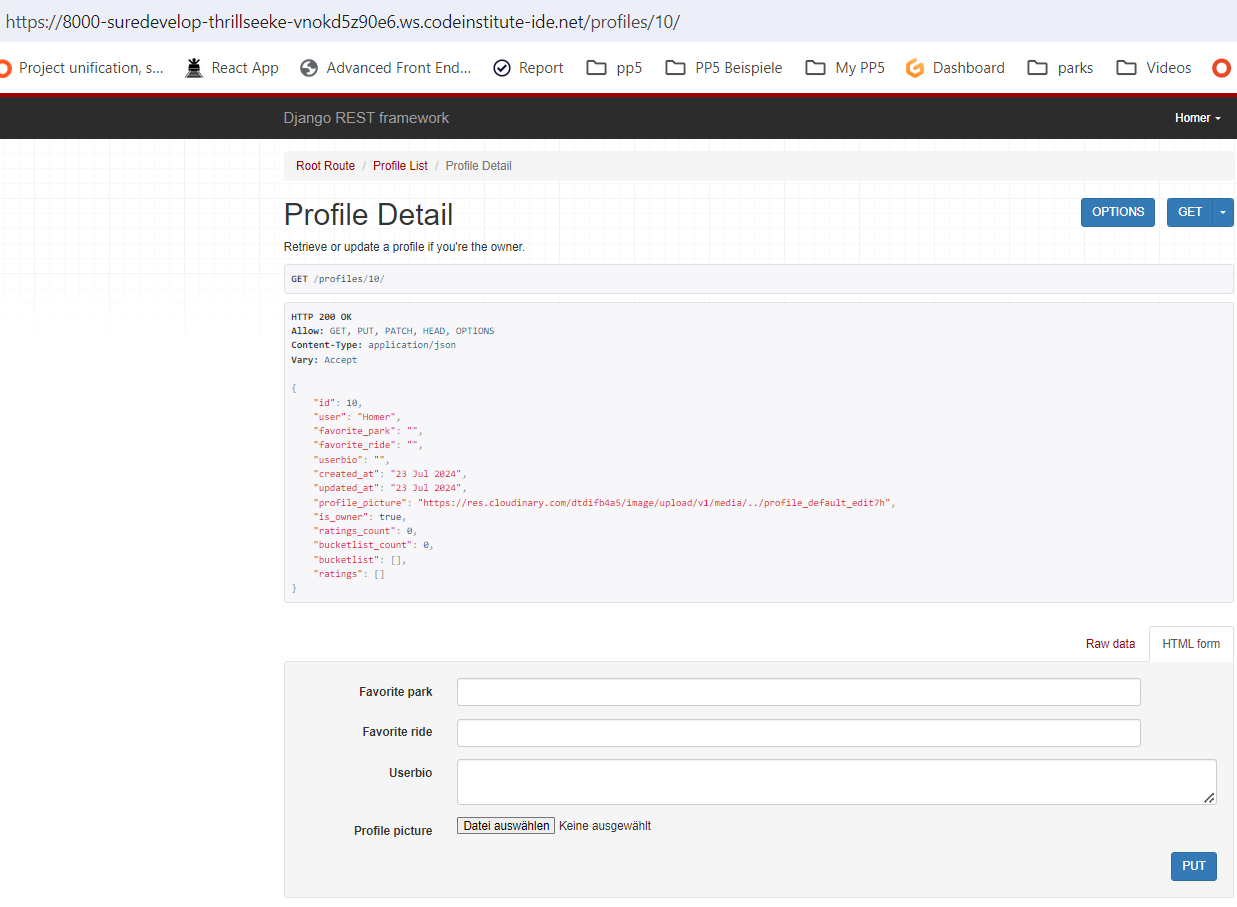 https://8000-suredevelop-thrillseeke-vnokd5z90e6.ws.codeinstitute-ide.net/profiles/10/
Project unification, s... React App Advanced Front End... Report pp5 PP5 Beispiele My PP5 Dashboard parks Videos
Django REST framework Homer
Root Route / Profile List / Profile Detail
Profile Detail OPTIONS GET
Retrieve or update a profile if you're the owner.
GET /profiles/10/
HTTP 200 OK
Allow: GET, PUT, PATCH, HEAD, OPTIONS
Content-Type: application/json
Vary: Accept
{
    "id": 10,
    "user": "Homer",
    "favorite_park": "",
    "favorite_ride": "",
    "userbio": "",
    "created_at": "23 Jul 2024",
    "updated_at": "23 Jul 2024",
    "profile_picture": "https://res.cloudinary.com/dtdifb4a5/image/upload/v1/media/../profile_default_edit7h",
    "is_owner": true,
    "ratings_count": 0,
    "bucketlist_count": 0,
    "bucketlist": [],
    "ratings": []
}
Raw data HTML form
Favorite park
Favorite ride
Userbio
Profile picture Datei auswählen Keine ausgewählt
PUT